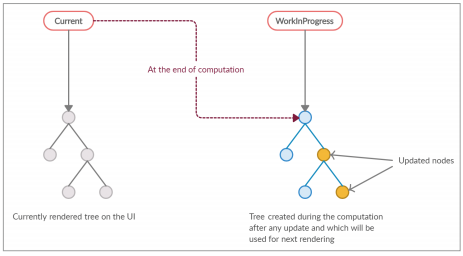 Current
WorkInProgress
At the end of computation
Updated nodes
Currently rendered tree on the UI
Tree created during the computation
after any update and which will be
used for next rendering